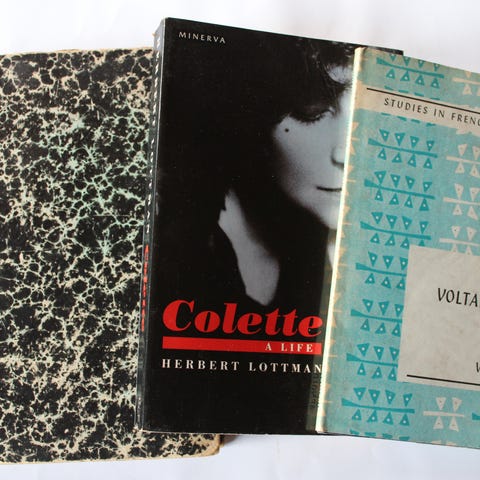 MINERVA
Colette
A LIFE
HERBERT LOTTMAN
STUDIES IN FRENC
VOLTA